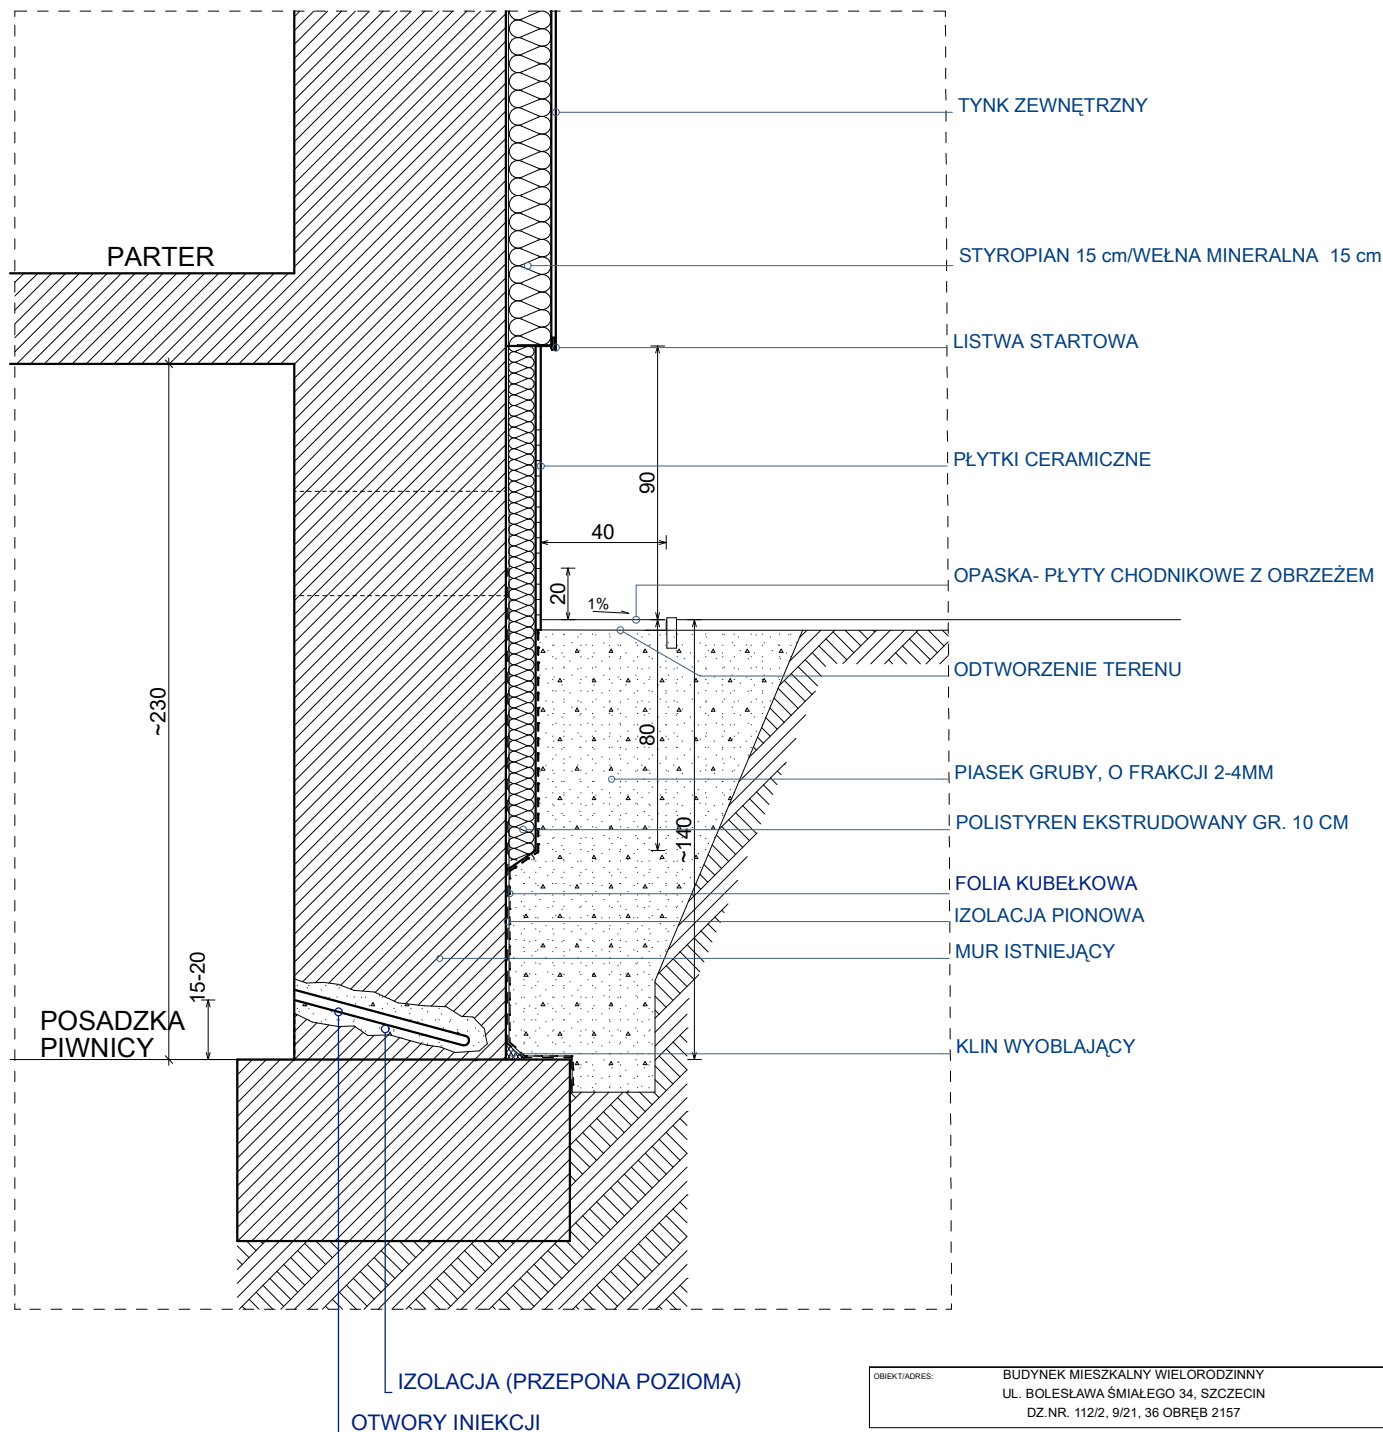 TYNK ZEWNĘTRZNY
PARTER
STYROPIAN 15 cm/WEŁNA MINERALNA 15 cm
LISTWA STARTOWA
PŁYTKI CERAMICZNE
90
40
OPASKA- PŁYTY CHODNIKOWE Z OBRZEŻEM
20
1%
ODTWORZENIE TERENU
~230
80
PIASEK GRUBY, O FRAKCJI 2-4MM
POLISTYREN EKSTRUDOWANY GR. 10 CM
~140
FOLIA KUBEŁKOWA
IZOLACJA PIONOWA
MUR ISTNIEJĄCY
15-20
POSADZKA
PIWNICY
KLIN WYOBLAJĄCY
IZOLACJA (PRZEPONA POZIOMA)
OTWORY INIEKCJI
OBIEKT/ADRES:
BUDYNEK MIESZKALNY WIELORODZINNY
UL. BOLESŁAWA ŚMIAŁEGO 34, SZCZECIN
DZ.NR. 112/2, 9/21, 36 OBRĘB 2157